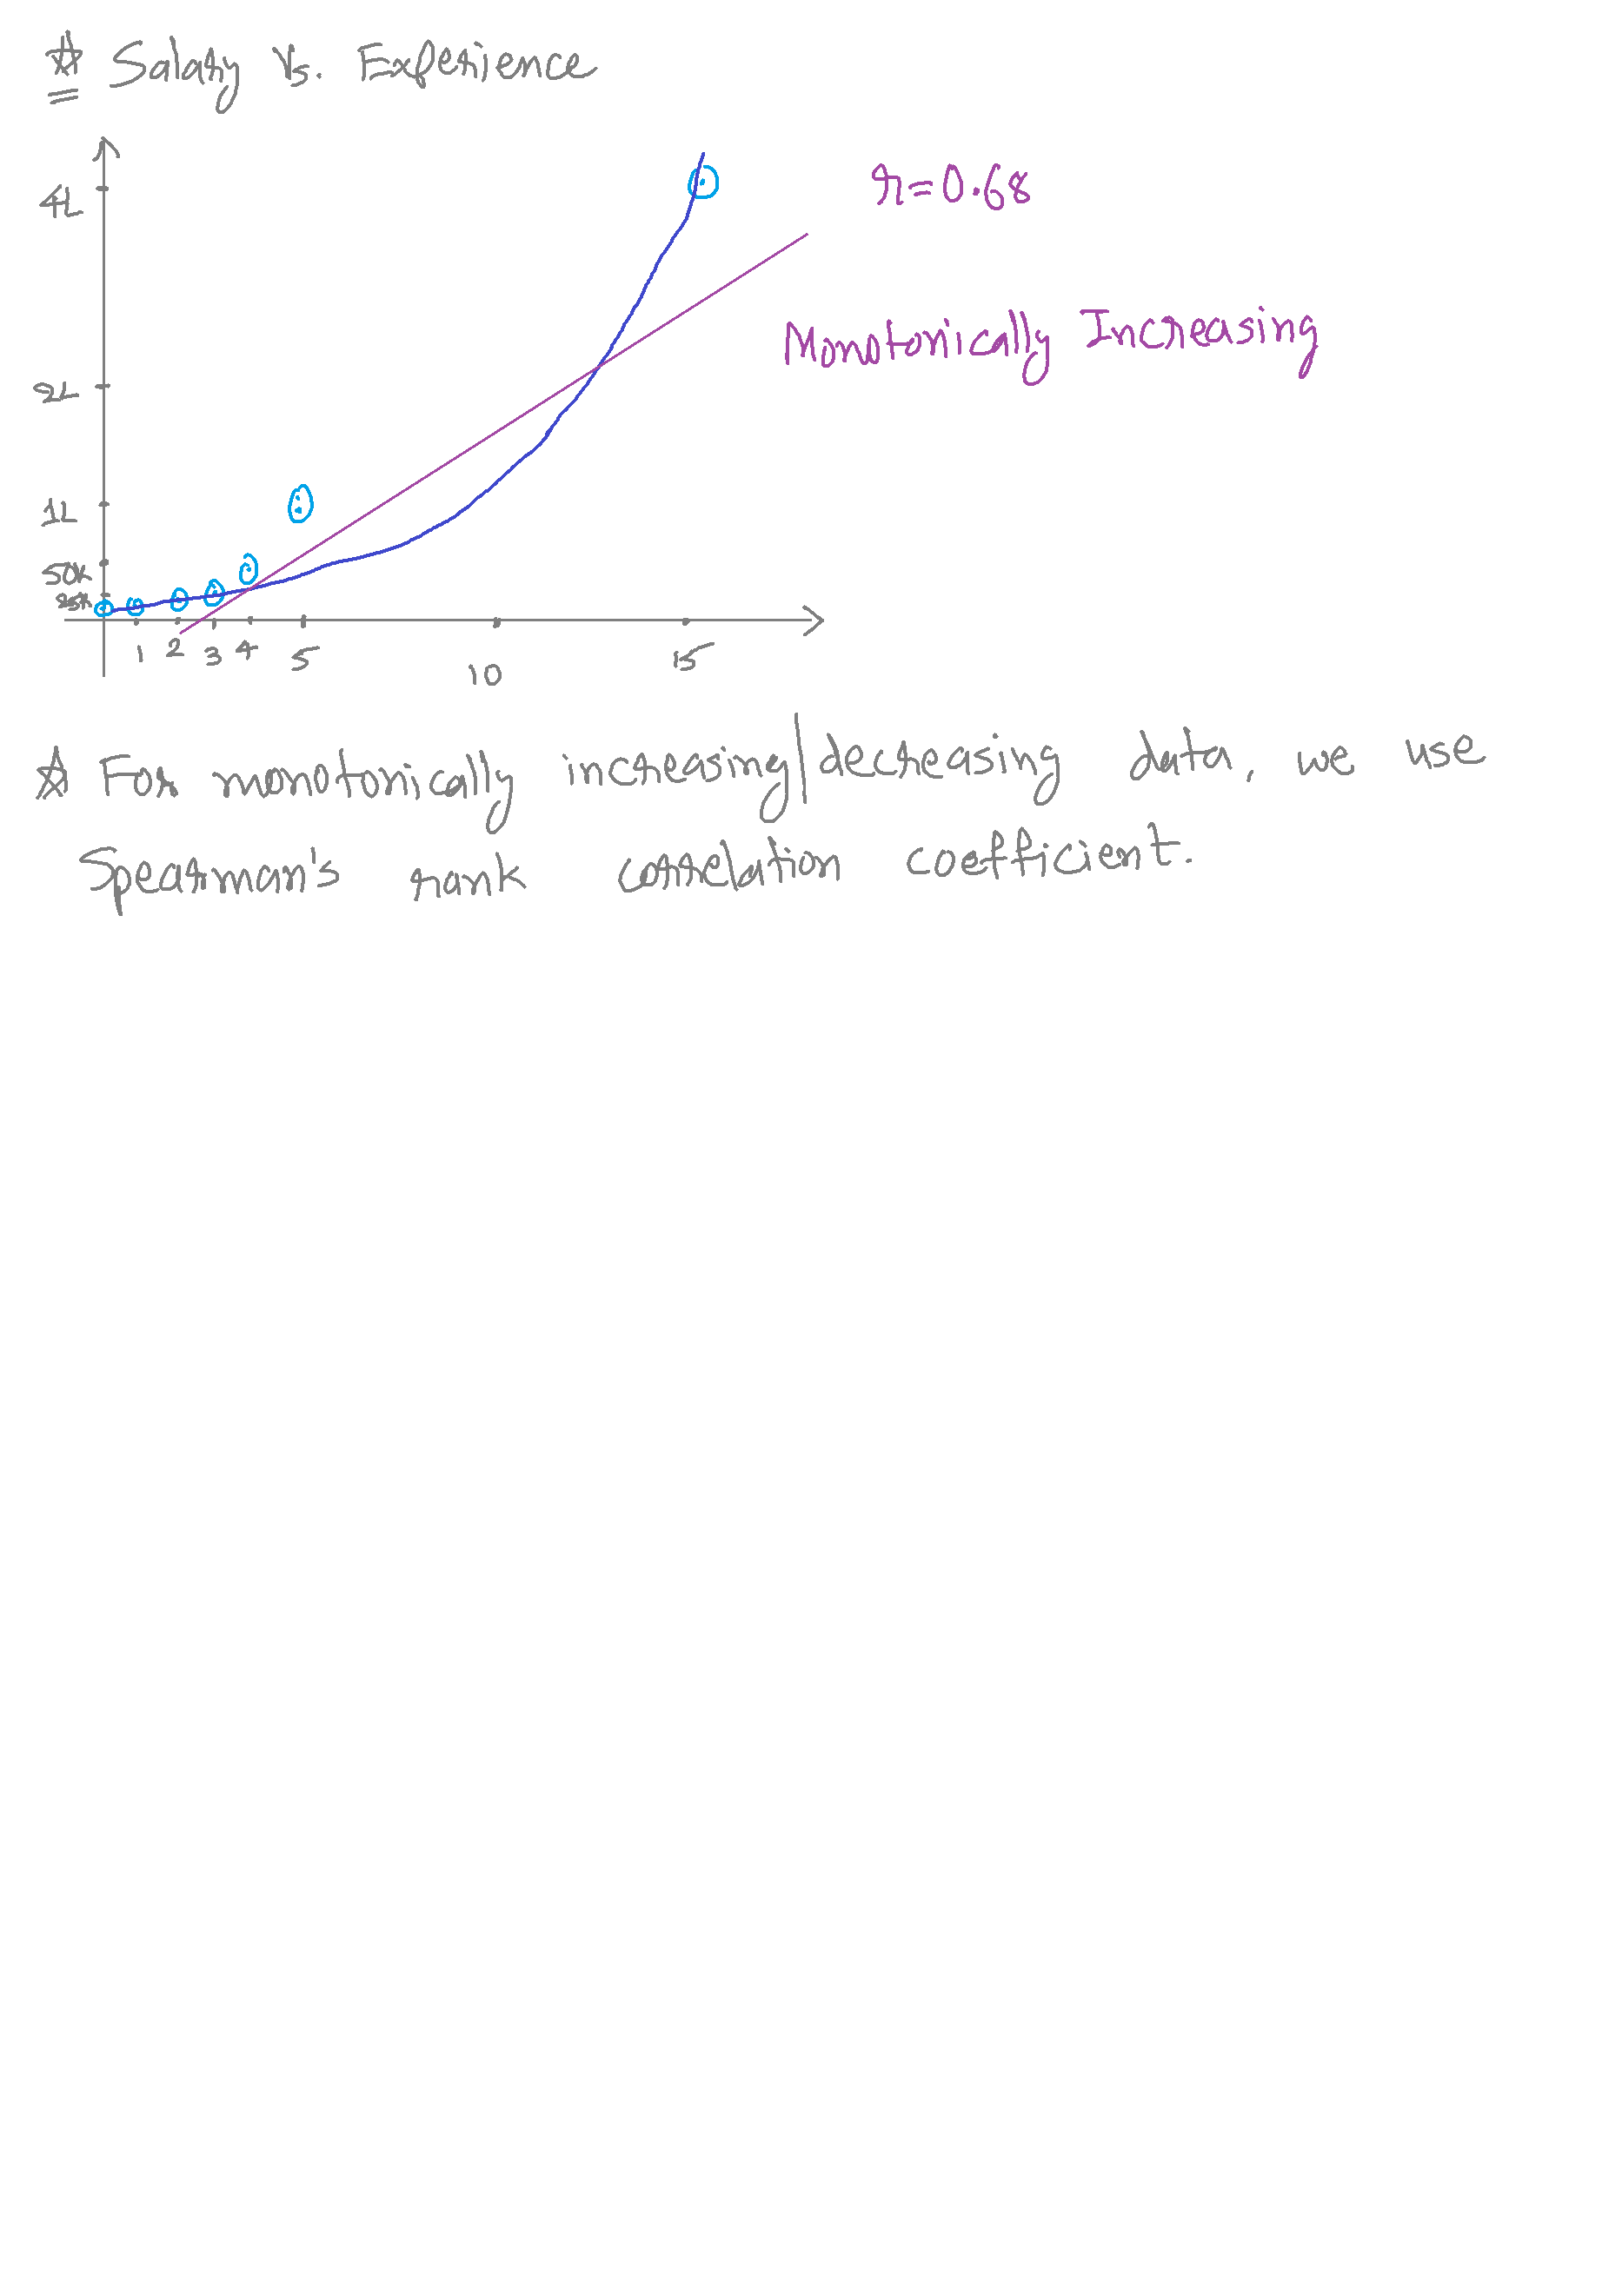 ☆ Salary Vs. Experience
4L
2L
1L
50k
25k
1 2 3 4 5 10 15
r=0.68
Monotonically Increasing
☆ For monotonically increasing/decreasing data, we use
Spearman's rank correlation coefficient.